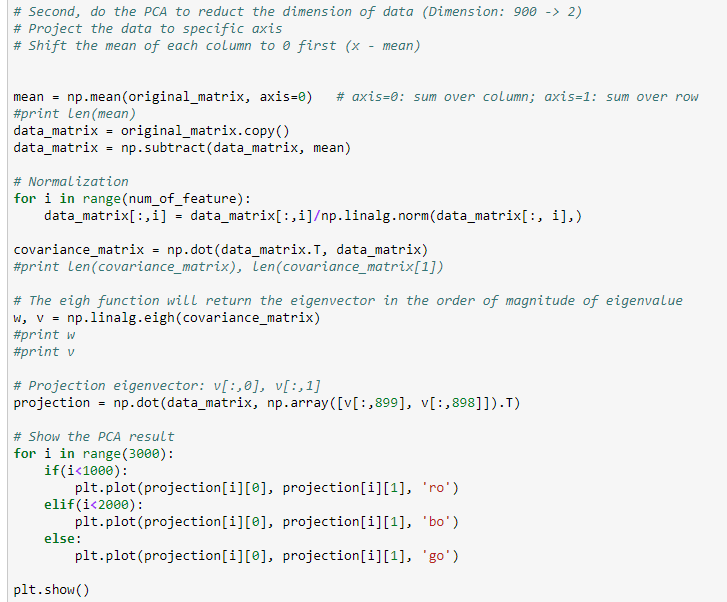 # Second, do the PCA to reduct the dimension of data (Dimension: 900 -> 2)
# Project the data to specific axis
# Shift the mean of each column to 0 first (x - mean)
mean = np.mean(original_matrix, axis=0)   # axis=0: sum over column; axis=1: sum over row
#print len(mean)
data_matrix = original_matrix.copy()
data_matrix = np.subtract(data_matrix, mean)
# Normalization
for i in range(num_of_feature):
    data_matrix[:,i] = data_matrix[:,i]/np.linalg.norm(data_matrix[:, i],)
covariance_matrix = np.dot(data_matrix.T, data_matrix)
#print len(covariance_matrix), len(covariance_matrix[1])
# The eigh function will return the eigenvector in the order of magnitude of eigenvalue
w, v = np.linalg.eigh(covariance_matrix)
#print w
#print v
# Projection eigenvector: v[:,0], v[:,1]
projection = np.dot(data_matrix, np.array([v[:,899], v[:,898]]).T)
# Show the PCA result
for i in range(3000):
    if(i<1000):
        plt.plot(projection[i][0], projection[i][1], 'ro')
    elif(i<2000):
        plt.plot(projection[i][0], projection[i][1], 'bo')
    else:
        plt.plot(projection[i][0], projection[i][1], 'go')
plt.show()